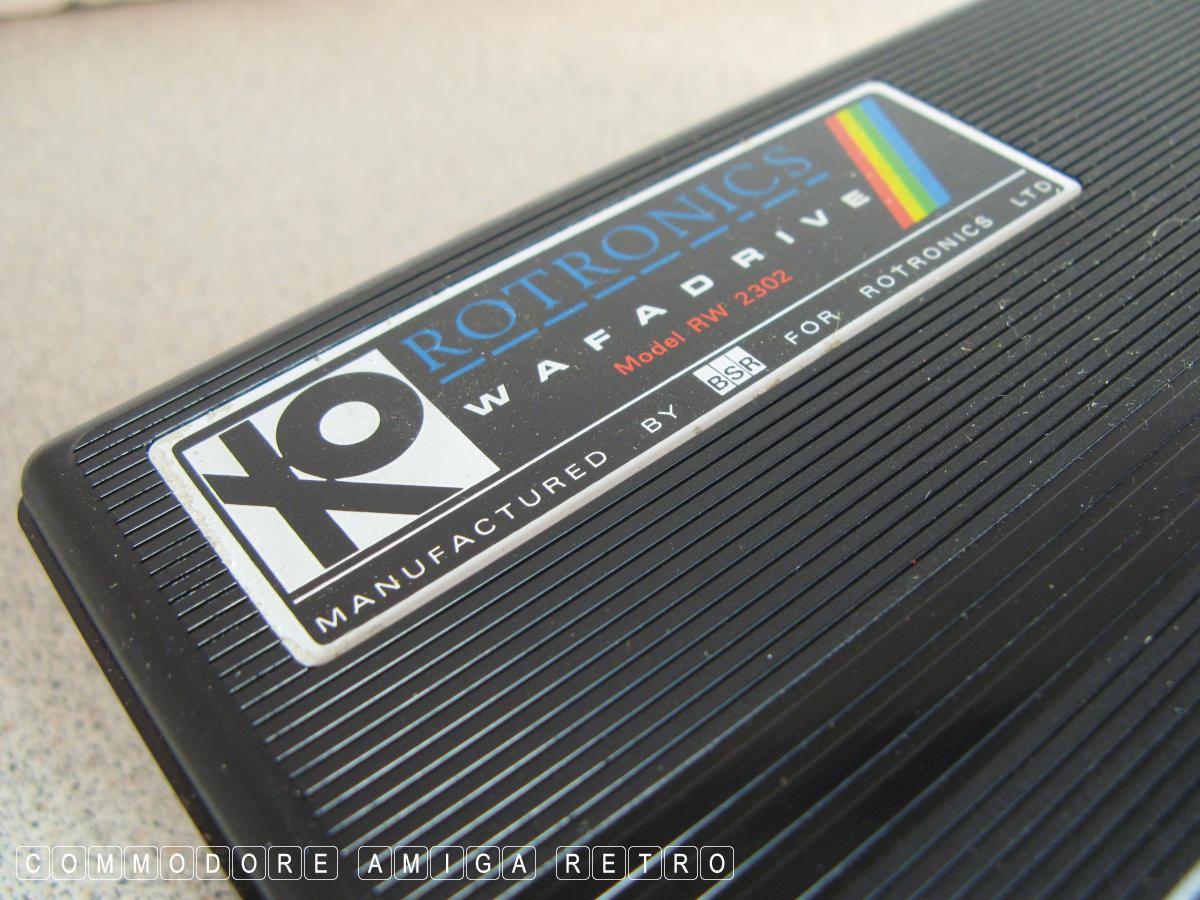 ROTRONICS
WAFADRIVE
Model RW 2302
MANUFACTURED BY BSR FOR ROTRONICS LTD
COMMODORE AMIGA RETRO